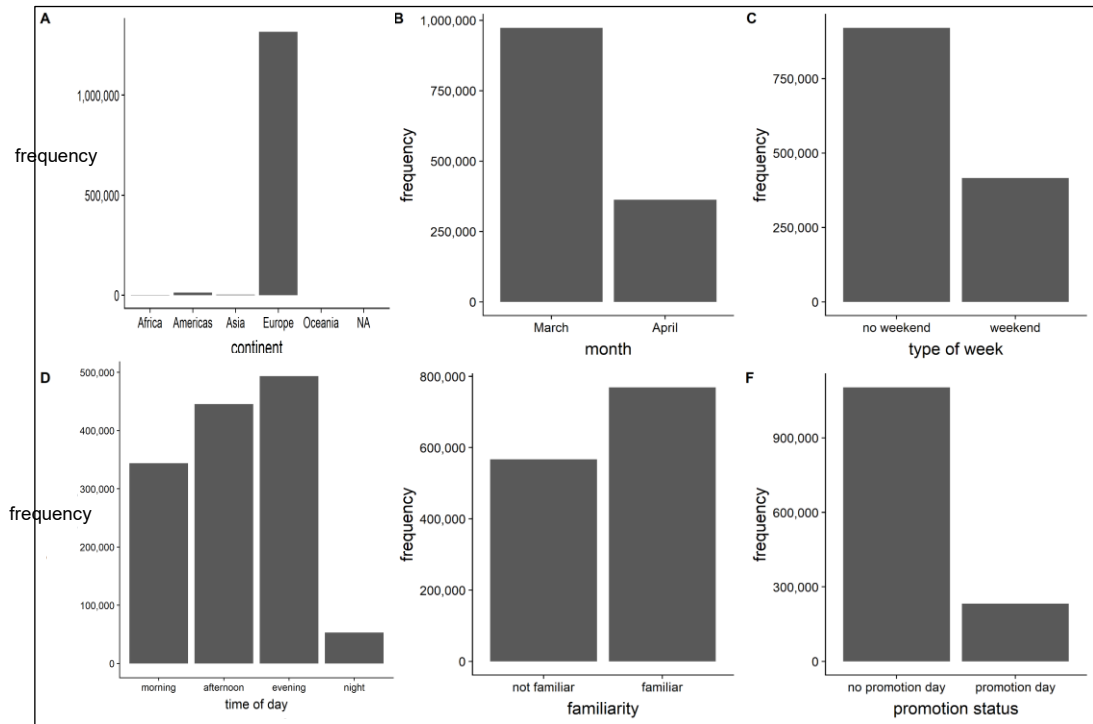 A
1,000,000
500,000
0
frequency
Africa Americas Asia Europe Oceania NA
continent
B
1,000,000
750,000
500,000
250,000
0
frequency
March April
month
C
750,000
500,000
250,000
0
frequency
no weekend weekend
type of week
D
500,000
400,000
300,000
200,000
100,000
0
frequency
morning afternoon evening night
time of day
800,000
600,000
400,000
200,000
0
frequency
not familiar familiar
familiarity
F
900,000
600,000
300,000
0
frequency
no promotion day promotion day
promotion status